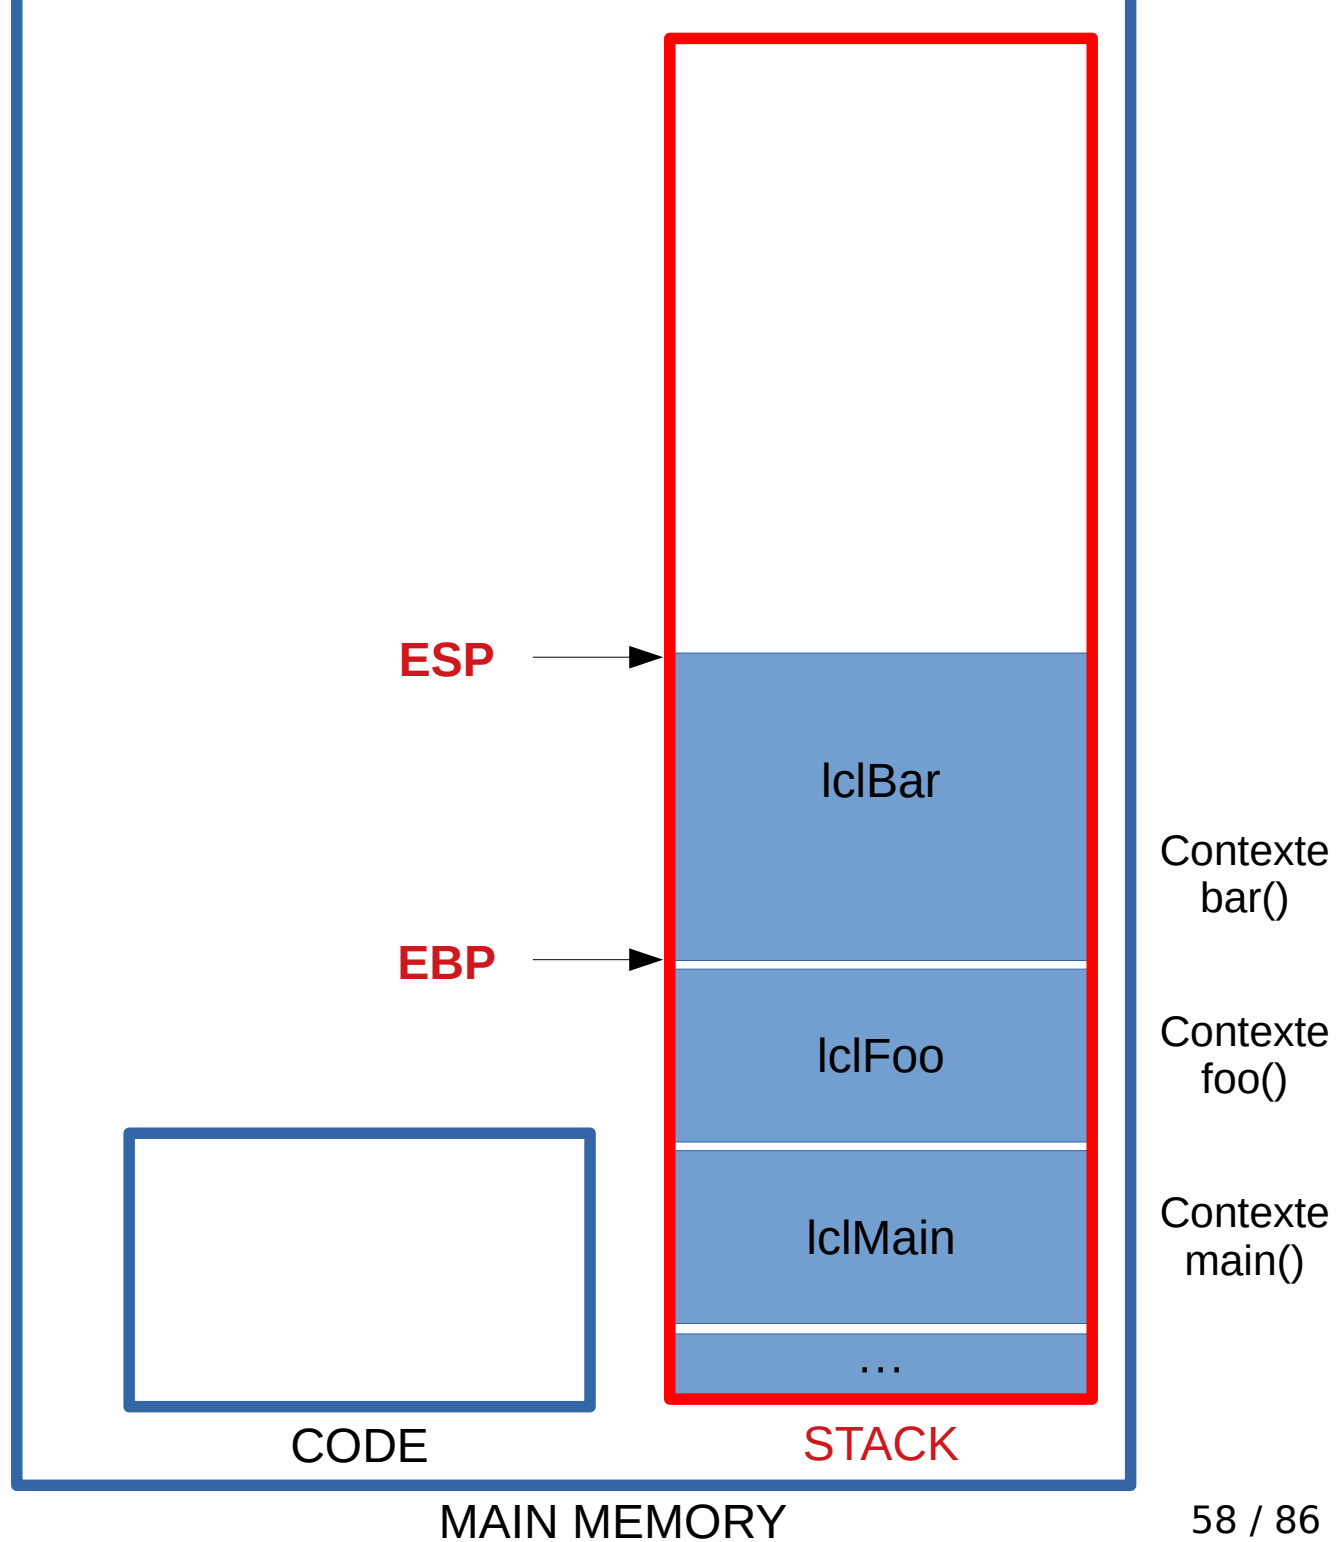 ESP
lclBar
Contexte
bar()
EBP
lclFoo
Contexte
foo()
lclMain
Contexte
main()
...
CODE
STACK
MAIN MEMORY
58 / 86